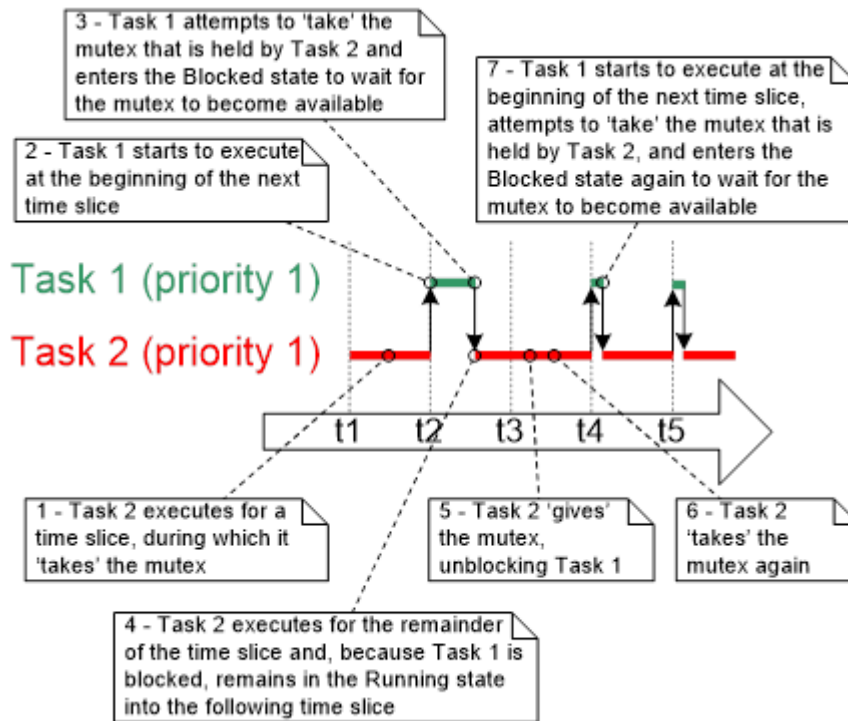 3 - Task 1 attempts to 'take' the
mutex that is held by Task 2 and
enters the Blocked state to wait for
the mutex to become available
7 - Task 1 starts to execute at the
beginning of the next time slice,
attempts to 'take' the mutex that is
held by Task 2, and enters the
Blocked state again to wait for the
mutex to become available
2 - Task 1 starts to execute
at the beginning of the next
time slice
Task 1 (priority 1)
Task 2 (priority 1)
t1 t2 t3 t4 t5
1 - Task 2 executes for a
time slice, during which it
'takes' the mutex
5 - Task 2 'gives'
the mutex,
unblocking Task 1
6 - Task 2
'takes' the
mutex again
4 - Task 2 executes for the remainder
of the time slice and, because Task 1 is
blocked, remains in the Running state
into the following time slice